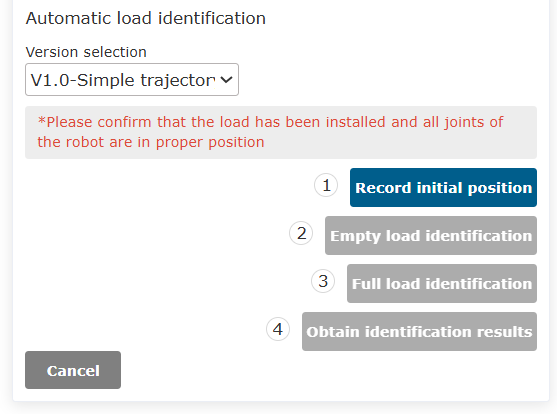 Automatic load identification
Version selection
V1.0-Simple trajectory
*Please confirm that the load has been installed and all joints of
the robot are in proper position
1 Record initial position
2 Empty load identification
3 Full load identification
4 Obtain identification results
Cancel